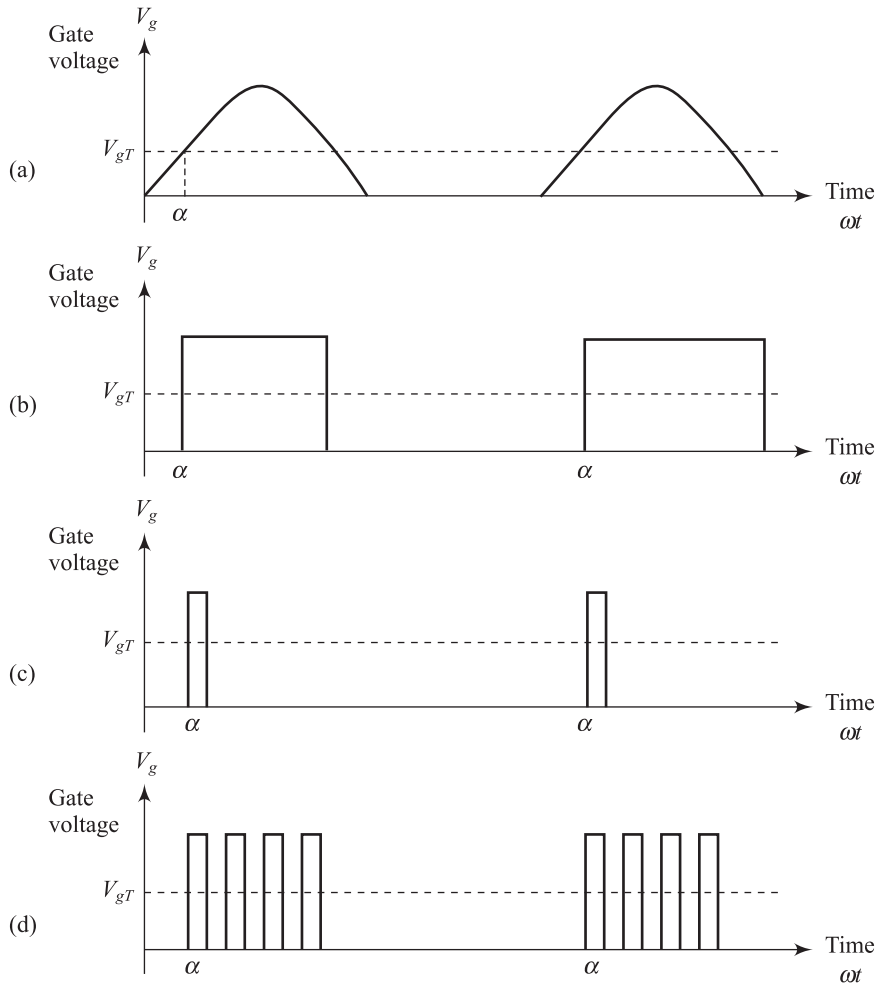 V_g
Gate
voltage
V_gT
(a)
α
Time
ωt
V_g
Gate
voltage
V_gT
(b)
α
α
Time
ωt
V_g
Gate
voltage
V_gT
(c)
α
α
Time
ωt
V_g
Gate
voltage
V_gT
(d)
α
α
Time
ωt